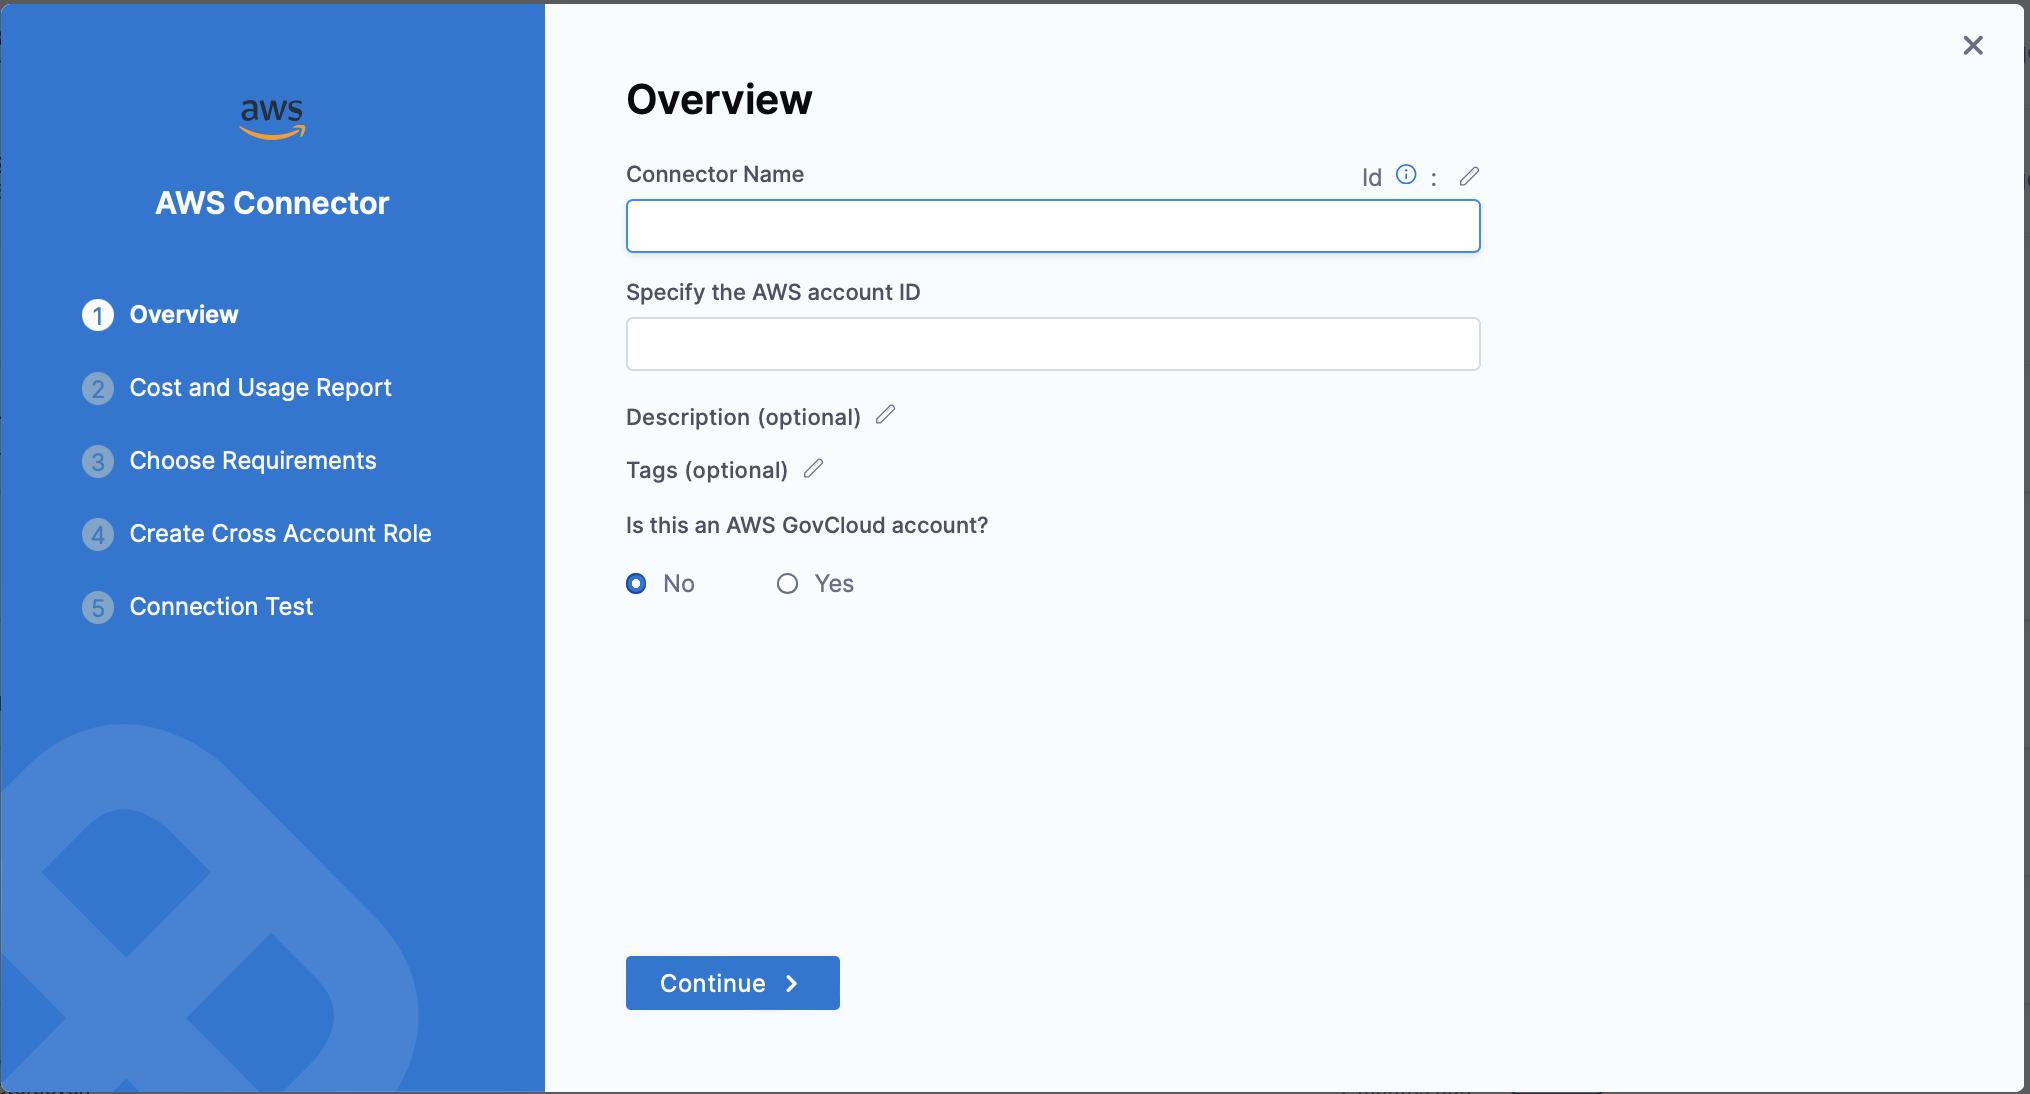 aws
AWS Connector
1 Overview
2 Cost and Usage Report
3 Choose Requirements
4 Create Cross Account Role
5 Connection Test
Overview
Connector Name
Id :
Specify the AWS account ID
Description (optional)
Tags (optional)
Is this an AWS GovCloud account?
No Yes
Continue